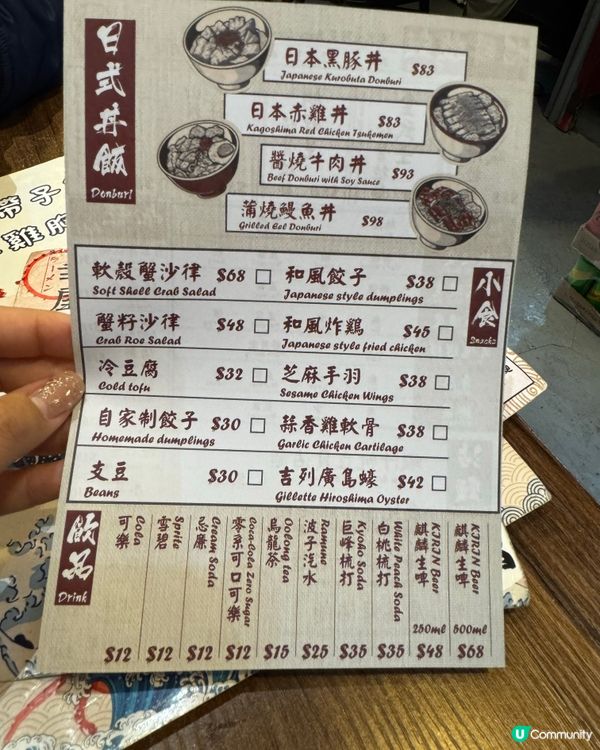 日式丼飯
Donburi
日本黑豚丼 $83
Japanese Kurobuta Donburi
日本赤雞丼 $83
Kagoshima Red Chicken Tsukemen
醬燒牛肉丼 $93
Beef Donburi with Soy Sauce
蒲燒鰻魚丼 $98
Grilled Eel Donburi
小食
Snacks
軟殼蟹沙律 $68
Soft Shell Crab Salad
和風餃子 $38
Japanese style dumplings
蟹籽沙律 $48
Crab Roe Salad
和風炸鷄 $45
Japanese style fried chicken
冷豆腐 $32
Cold tofu
芝麻手羽 $38
Sesame Chicken Wings
自家制餃子 $30
Homemade dumplings
蒜香雞軟骨 $38
Garlic Chicken Cartilage
支豆 $30
Beans
吉列廣島蠔 $42
Gillette Hiroshima Oyster
飲品
Drink
Cola
可樂
$12
Sprite
雪碧
$12
Cream Soda
忌廉
$12
Coca-Cola Zero Sugar
零系可口可樂
$12
Oolong tea
烏龍茶
$15
Ramune
波子汽水
$25
Kyoho Soda
巨峰梳打
$35
White Peach Soda
白桃梳打
$35
KIRIN Beer
麒麟生啤
250ml
$48
KIRIN Beer
麒麟生啤
500ml
$68
U Community